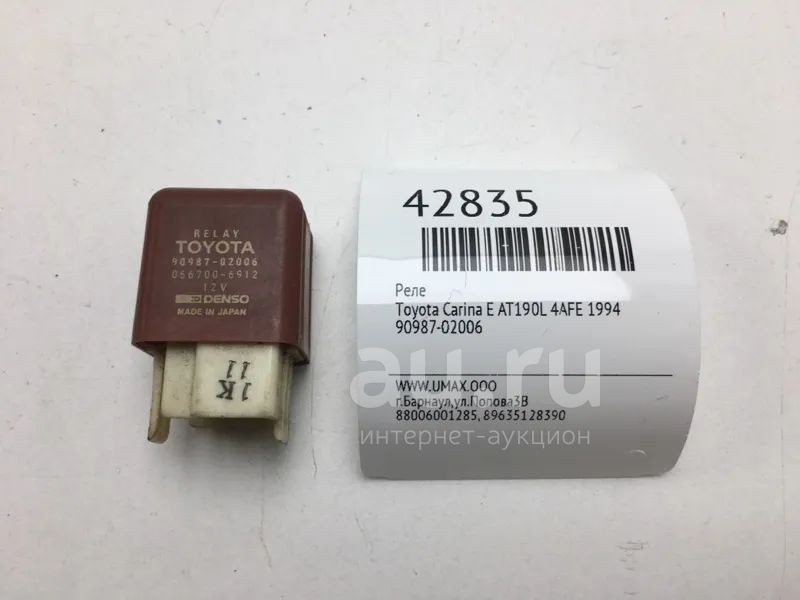 RELAY
TOYOTA
90987-02006
056700-6912
12V
DENSO
MADE IN JAPAN
1K
11
42835
Реле
Toyota Carina E AT190L 4AFE 1994
90987-02006
WWW.UMAX.OOO
г.Барнаул,ул.Попова3В
88006001285, 89635128390
au.ru
интернет-аукцион